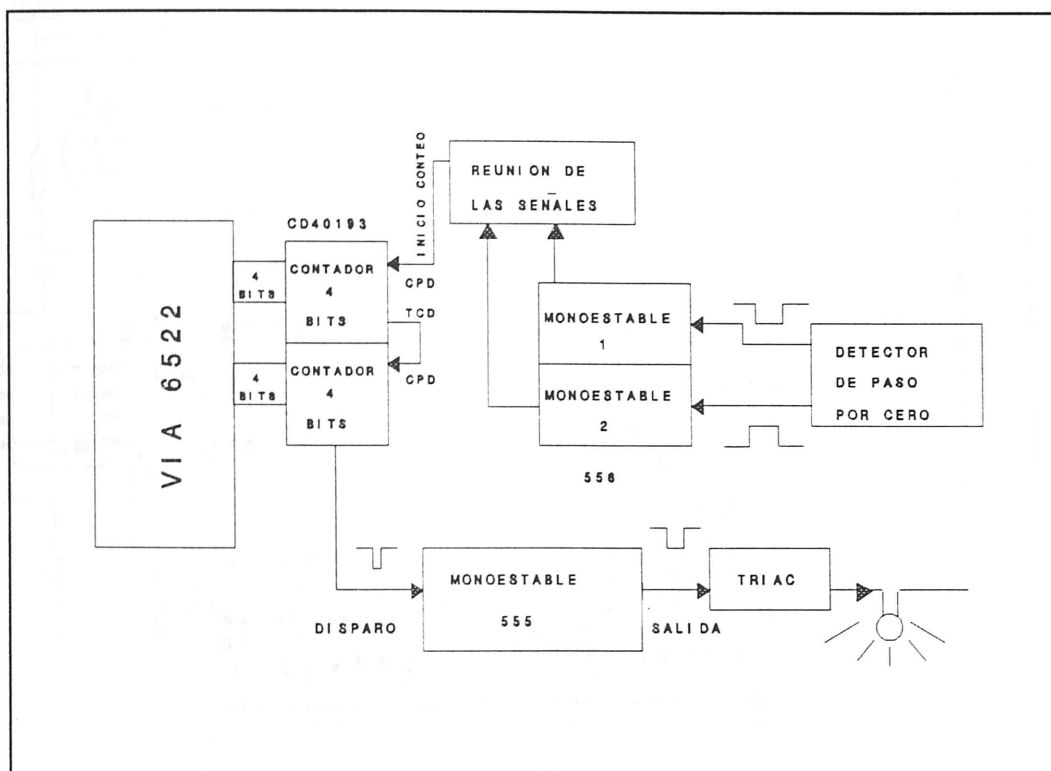 REUNION DE
LAS SEÑALES
INICIO CONTEO
CD40193
VIA 6522
4
BITS
CONTADOR
4
BITS
CPD
TCD
CPD
4
BITS
CONTADOR
4
BITS
MONOESTABLE
1
MONOESTABLE
2
556
DETECTOR
DE PASO
POR CERO
DISPARO
MONOESTABLE
555
SALIDA
TRIAC